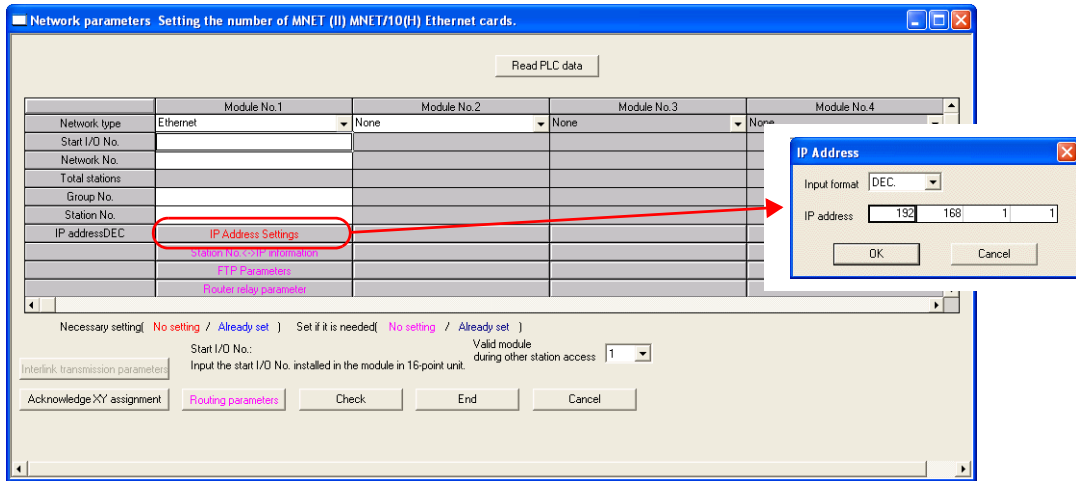 Network parameters Setting the number of MNET (II) MNET/10(H) Ethernet cards.
Read PLC data
Module No.1 Module No.2 Module No.3 Module No.4
Network type Ethernet None None None
Start I/O No.
Network No.
Total stations
Group No.
Station No.
IP addressDEC IP Address Settings
Station No.<->IP information
FTP Parameters
Router relay parameter
IP Address
Input format DEC.
IP address 192 168 1 1
OK Cancel
Necessary setting( No setting / Already set ) Set if it is needed( No setting / Already set )
Start I/O No.:
Input the start I/O No. installed in the module in 16-point unit.
Valid module
during other station access 1
Interlink transmission parameters
Acknowledge XY assignment Routing parameters Check End Cancel